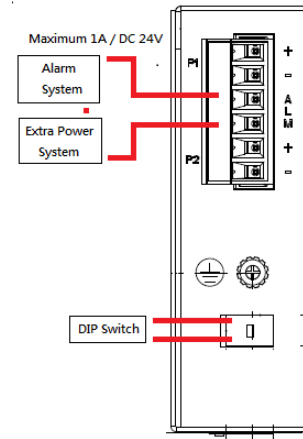 Maximum 1A / DC 24V
Alarm
System
Extra Power
System
P1
+
-
A
L
M
+
P2
-
DIP Switch